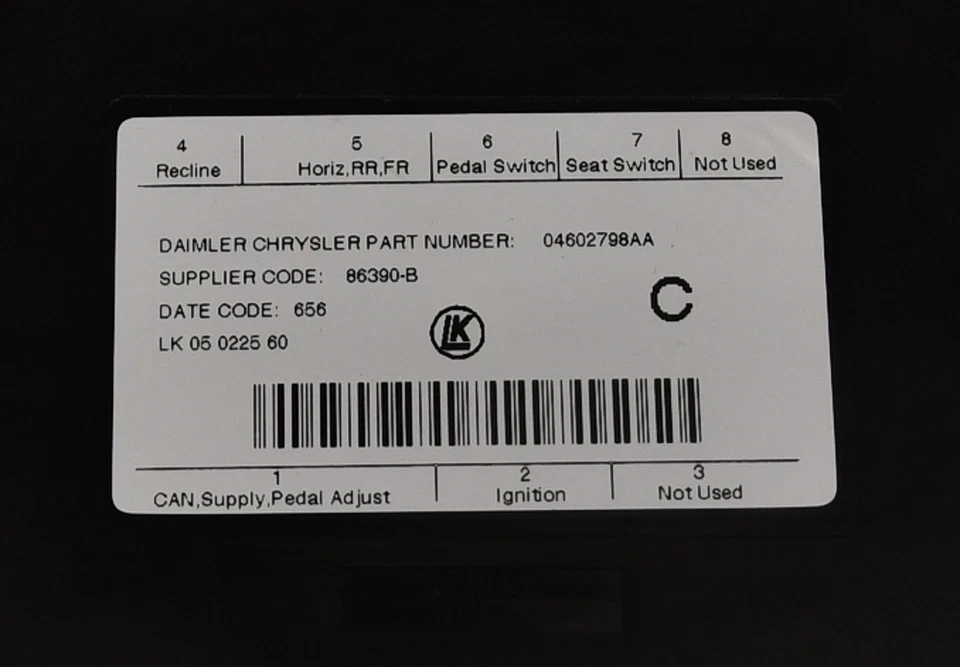 4 5 6 7 8
Recline Horiz,RR,FR Pedal Switch Seat Switch Not Used
DAIMLER CHRYSLER PART NUMBER: 04602798AA
SUPPLIER CODE: 86390-B
DATE CODE: 656
C
LK
LK 05 0225 60
1 2 3
CAN,Supply,Pedal Adjust Ignition Not Used